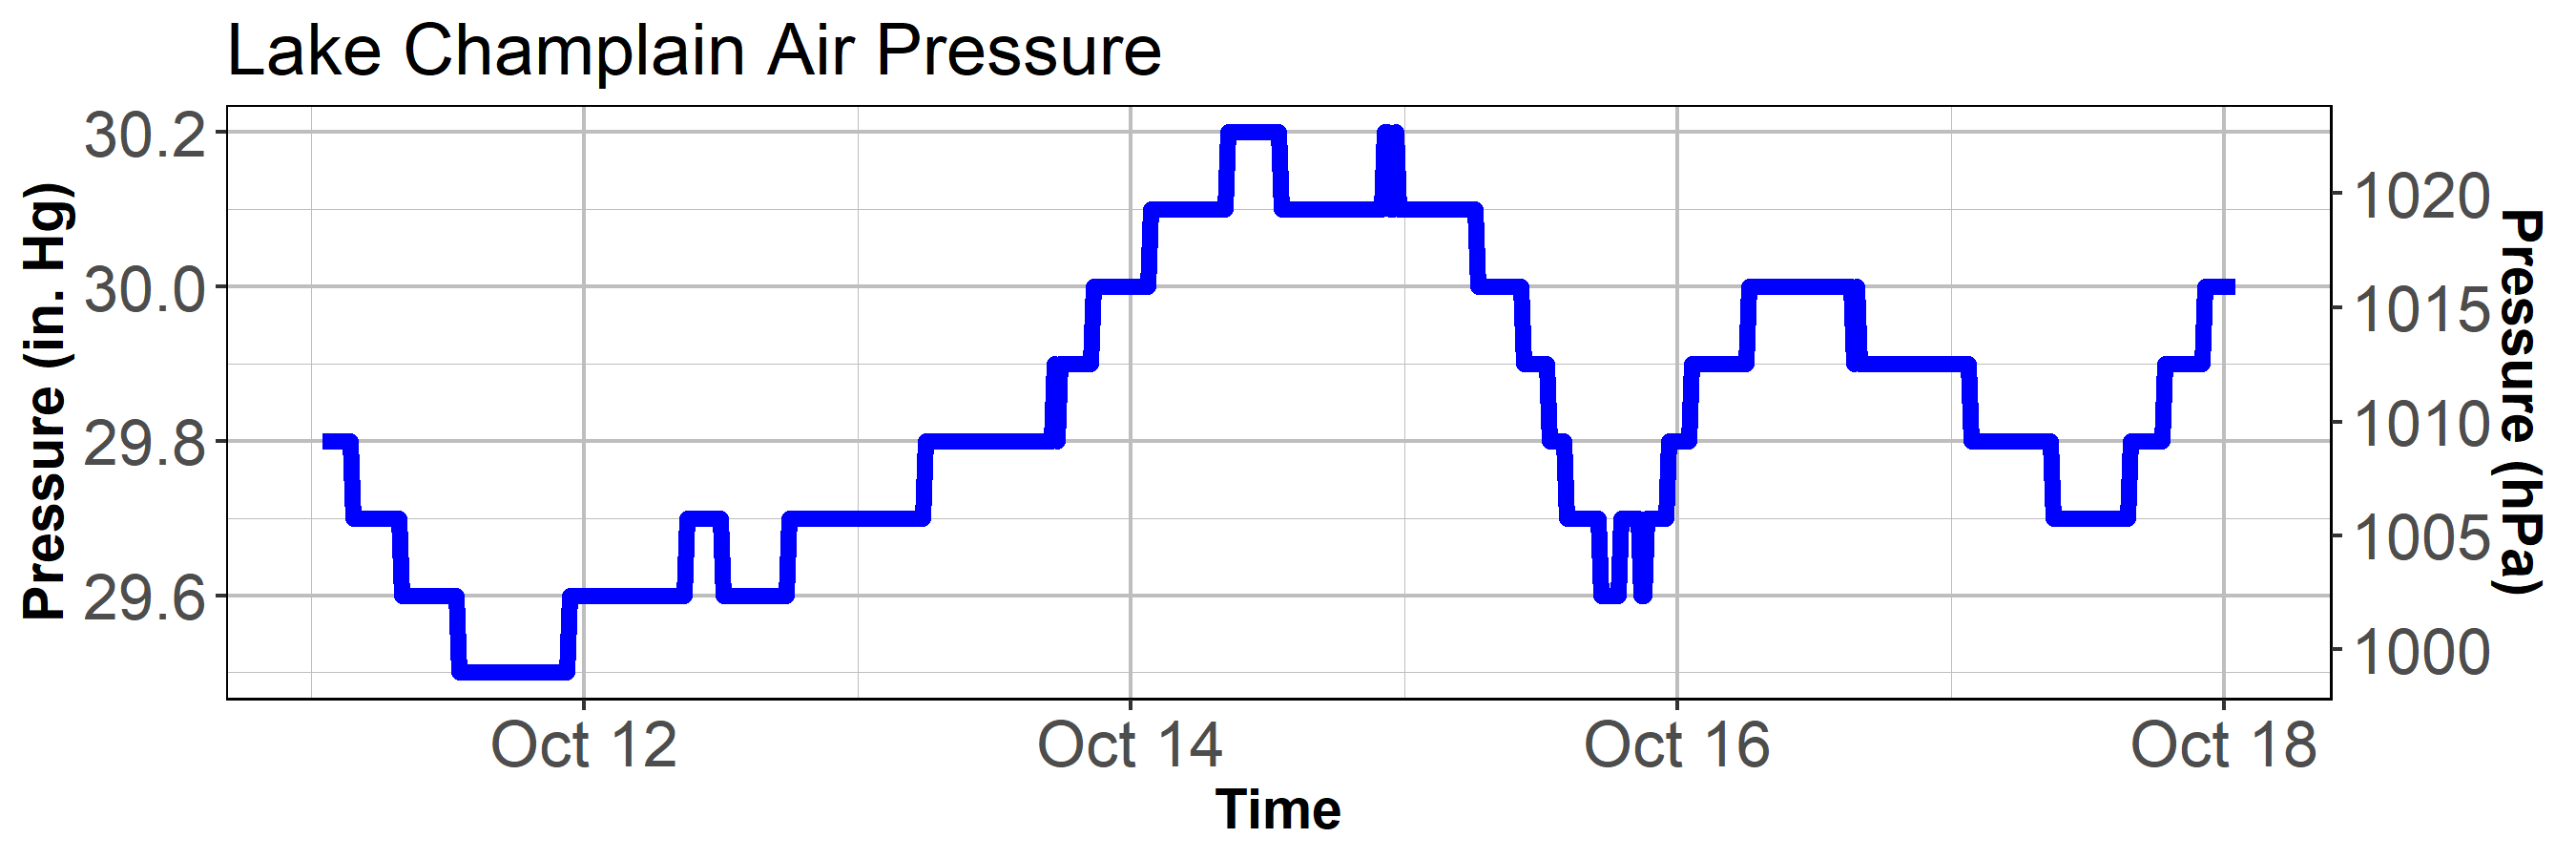 Lake Champlain Air Pressure
Pressure (in. Hg)
30.2
30.0
29.8
29.6
1020
1015
1010
1005
1000
Pressure (hPa)
Oct 12 Oct 14 Oct 16 Oct 18
Time